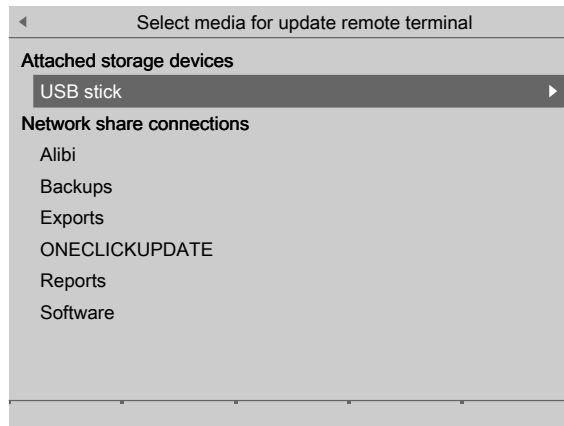 Select media for update remote terminal
Attached storage devices
USB stick
Network share connections
Alibi
Backups
Exports
ONECLICKUPDATE
Reports
Software